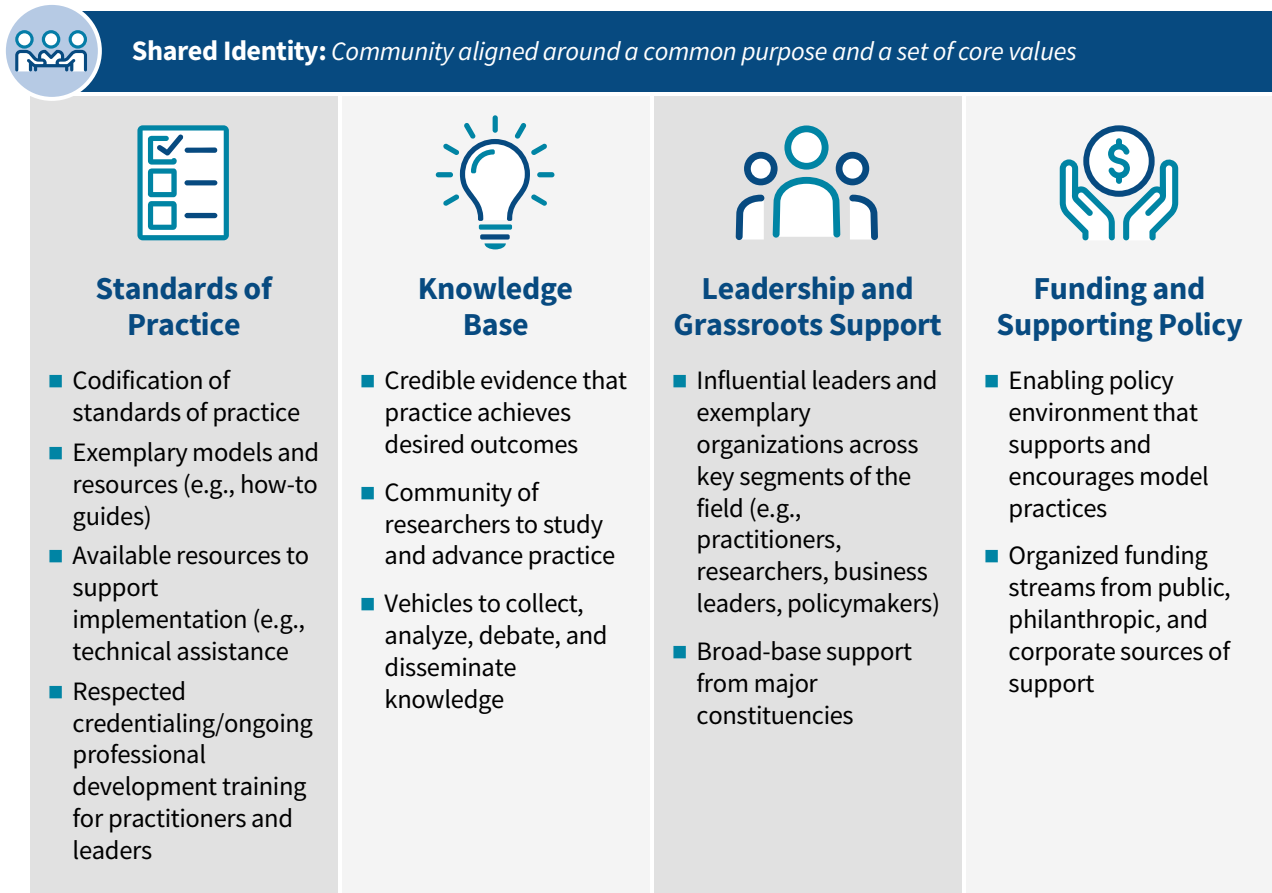 Shared Identity: Community aligned around a common purpose and a set of core values
Standards of
Practice
■ Codification of
standards of practice
■ Exemplary models and
resources (e.g., how-to
guides)
■ Available resources to
support
implementation (e.g.,
technical assistance
■ Respected
credentialing/ongoing
professional
development training
for practitioners and
leaders
Knowledge
Base
■ Credible evidence that
practice achieves
desired outcomes
■ Community of
researchers to study
and advance practice
■ Vehicles to collect,
analyze, debate, and
disseminate
knowledge
Leadership and
Grassroots Support
■ Influential leaders and
exemplary
organizations across
key segments of the
field (e.g.,
practitioners,
researchers, business
leaders, policymakers)
■ Broad-base support
from major
constituencies
$
Funding and
Supporting Policy
■ Enabling policy
environment that
supports and
encourages model
practices
■ Organized funding
streams from public,
philanthropic, and
corporate sources of
support